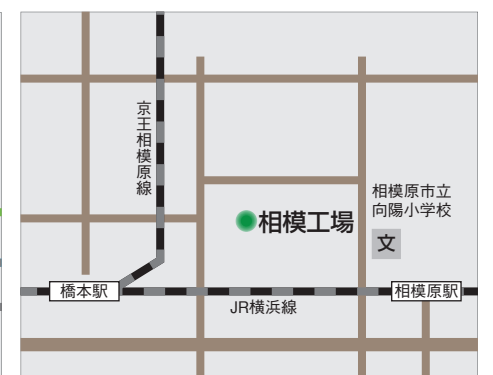 京王相模原線
相模原市立
向陽小学校
文
相模工場
橋本駅
相模原駅
JR横浜線